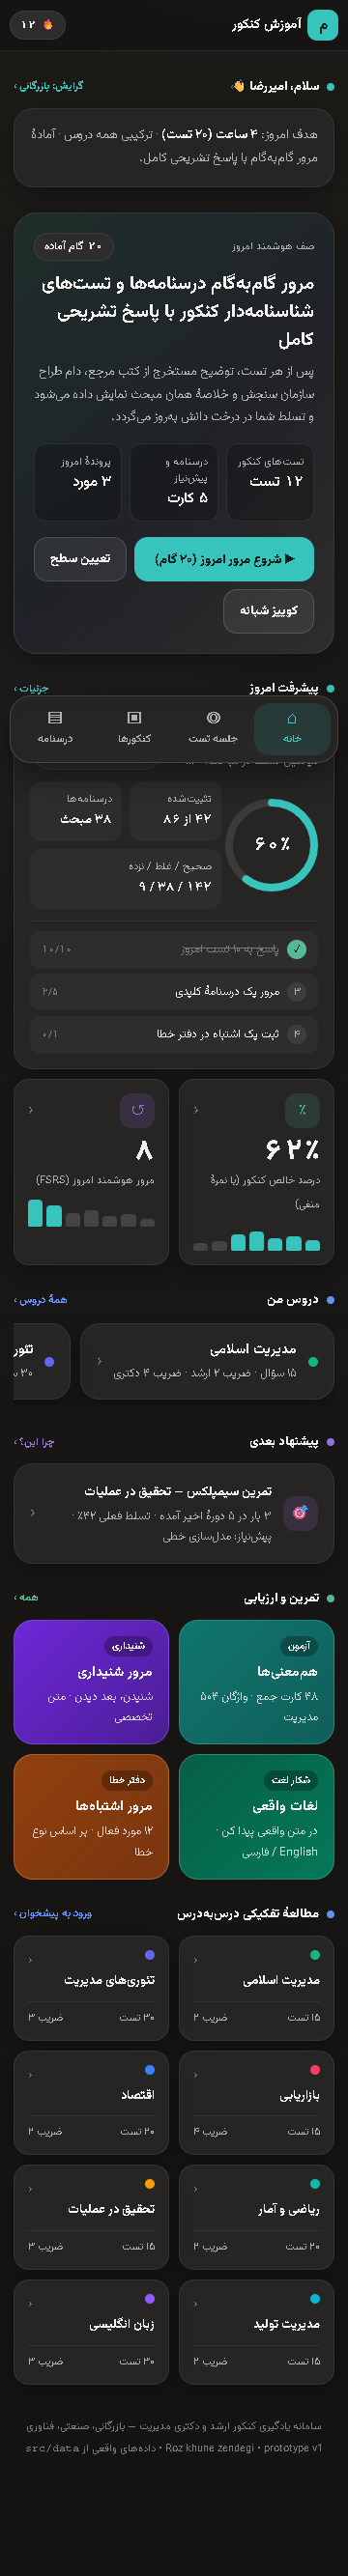 م آموزش کنکور
🔥 ۱۲
سلام، امیررضا 👋
گرایش: بازرگانی ›
هدف امروز: ۴ ساعت (۲۰ تست) · ترکیبی همه دروس · آمادهٔ
مرور گام‌به‌گام با پاسخ تشریحی کامل.
صف هوشمند امروز
۲۰ گام آماده
مرور گام‌به‌گام درسنامه‌ها و تست‌های
شناسنامه‌دار کنکور با پاسخ تشریحی
کامل
پس از هر تست، توضیح مستخرج از کتب مرجع، دام طراح
سازمان سنجش و خلاصهٔ همان مبحث نمایش داده می‌شود
و تسلط شما در درخت دانش به‌روز می‌گردد.
تست‌های کنکور
۱۲ تست
درسنامه و
پیش‌نیاز
۵ کارت
پروندهٔ امروز
۳ مورد
▶ شروع مرور امروز (۲۰ گام)
تعیین سطح
کوییز شبانه
پیشرفت امروز
جزئیات ›
خانه
جلسه تست
کنکورها
درسنامه
۶۰٪
تثبیت‌شده
۴۲ از ۸۶
درسنامه‌ها
۳۸ مبحث
صحیح / غلط / نزده
۱۴۲ / ۳۸ / ۹
✓ پاسخ به ۱۰ تست امروز
۱۰/۱۰
۳ مرور یک درسنامهٔ کلیدی
۲/۵
۴ ثبت یک اشتباه در دفتر خطا
۰/۱
٪
۶۲٪
درصد خالص کنکور (با نمرهٔ
منفی)
۸
مرور هوشمند امروز (FSRS)
دروس من
همهٔ دروس ›
مدیریت اسلامی
۱۵ سؤال · ضریب ۲ ارشد · ضریب ۴ دکتری
۳۰
پیشنهاد بعدی
چرا این؟ ›
تمرین سیمپلکس — تحقیق در عملیات
۳ بار در ۵ دورهٔ اخیر آمده · تسلط فعلی ۴۲٪ ·
پیش‌نیاز: مدل‌سازی خطی
تمرین و ارزیابی
همه ›
آزمون
هم‌معنی‌ها
۴۸ کارت جمع · واژگان ۵۰۴
مدیریت
شنیداری
مرور شنیداری
شنیدن، بعد دیدن · متن
تخصصی
شکار لغت
لغات واقعی
در متن واقعی پیدا کن ·
English / فارسی
دفتر خطا
مرور اشتباه‌ها
۱۲ مورد فعال · بر اساس نوع
خطا
مطالعهٔ تفکیکی درس‌به‌درس
ورود به پیشخوان ›
مدیریت اسلامی
۱۵ تست
ضریب ۲
تئوری‌های مدیریت
۳۰ تست
ضریب ۳
بازاریابی
۱۵ تست
ضریب ۴
اقتصاد
۲۰ تست
ضریب ۲
ریاضی و آمار
۲۰ تست
ضریب ۲
تحقیق در عملیات
۱۵ تست
ضریب ۳
مدیریت تولید
۱۵ تست
ضریب ۲
زبان انگلیسی
۳۰ تست
ضریب ۳
سامانه یادگیری کنکور ارشد و دکتری مدیریت — بازرگانی، صنعتی، فناوری
Roz khune zendegi • prototype v1 • داده‌های واقعی از src/data